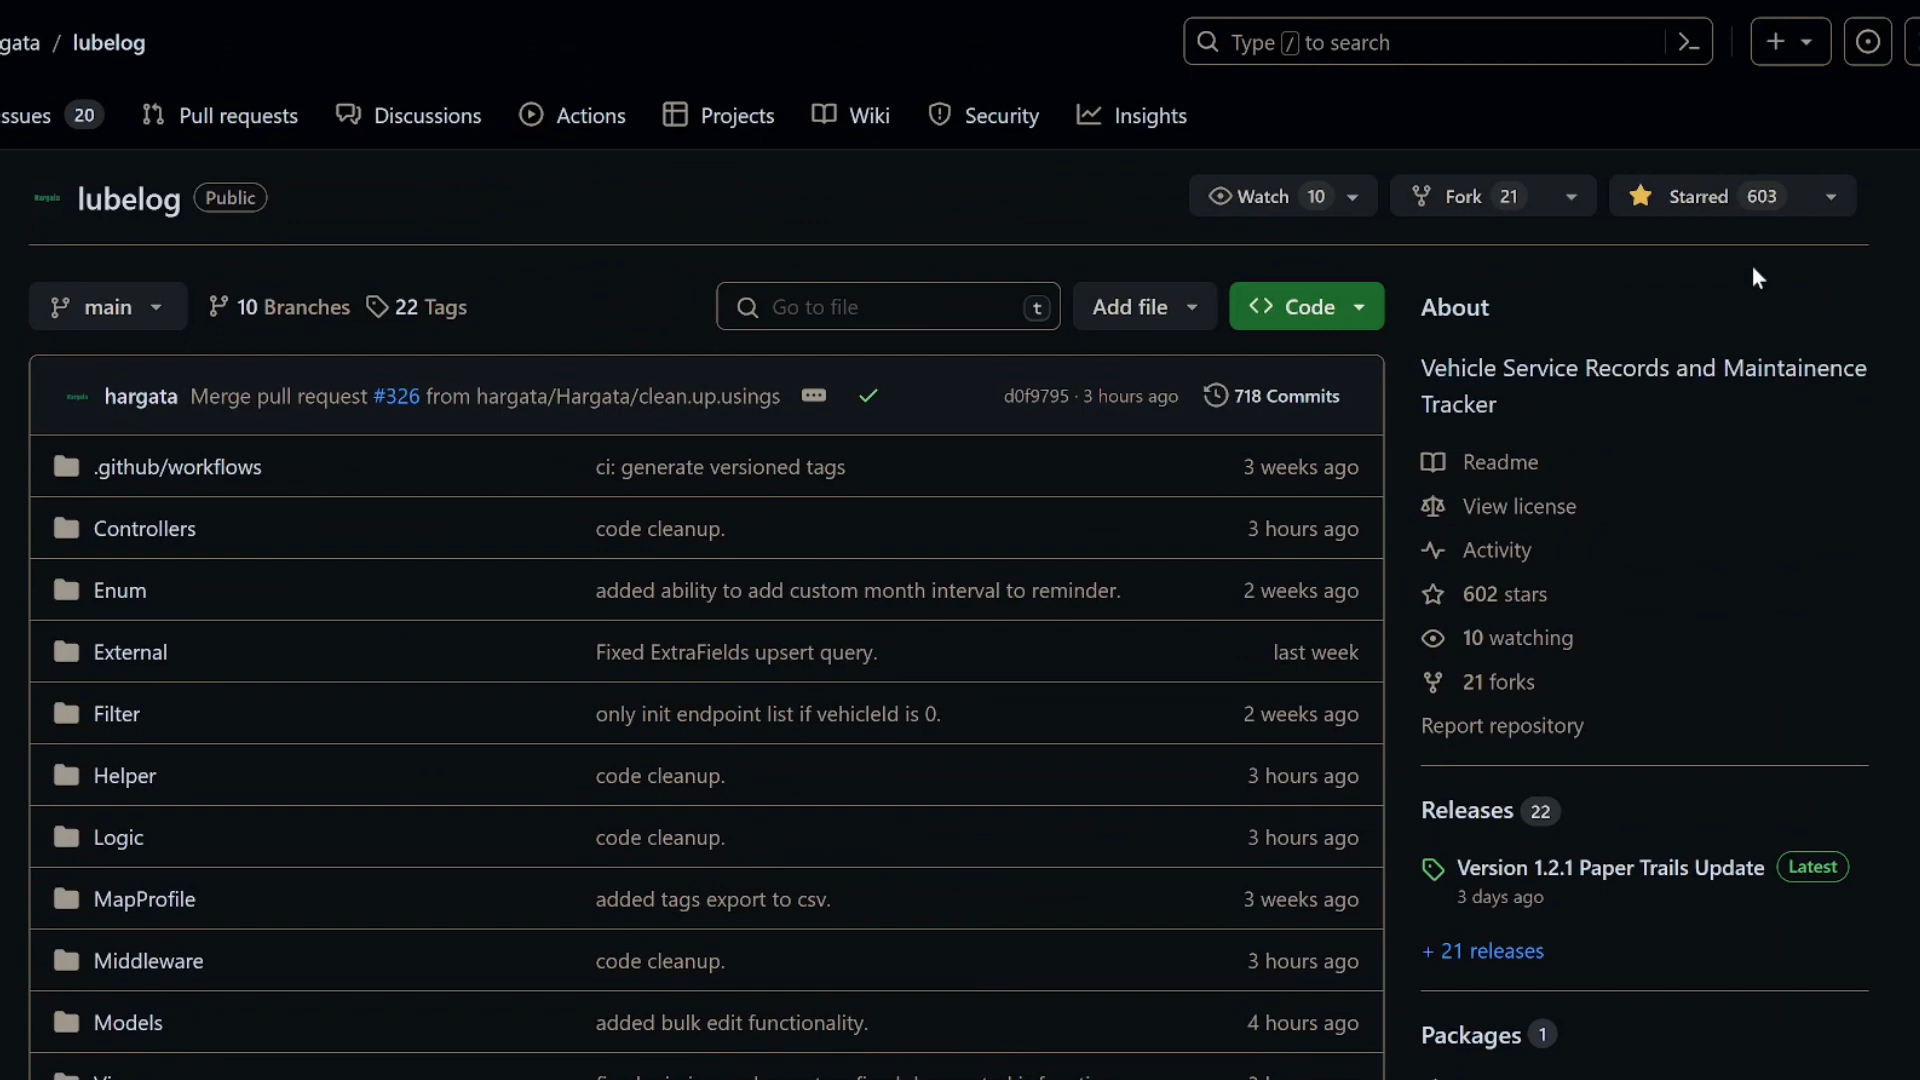 gata / lubelog
Type / to search
ssues 20 Pull requests Discussions Actions Projects Wiki Security Insights
lubelog Public
Watch 10 Fork 21 Starred 603
main 10 Branches 22 Tags
Go to file t Add file Code
About
Vehicle Service Records and Maintainence
Tracker
hargata Merge pull request #326 from hargata/Hargata/clean.up.usings d0f9795 · 3 hours ago 718 Commits
.github/workflows ci: generate versioned tags 3 weeks ago
Controllers code cleanup. 3 hours ago
Enum added ability to add custom month interval to reminder. 2 weeks ago
External Fixed ExtraFields upsert query. last week
Filter only init endpoint list if vehicleId is 0. 2 weeks ago
Helper code cleanup. 3 hours ago
Logic code cleanup. 3 hours ago
MapProfile added tags export to csv. 3 weeks ago
Middleware code cleanup. 3 hours ago
Models added bulk edit functionality. 4 hours ago
Readme
View license
Activity
602 stars
10 watching
21 forks
Report repository
Releases 22
Version 1.2.1 Paper Trails Update Latest
3 days ago
+ 21 releases
Packages 1